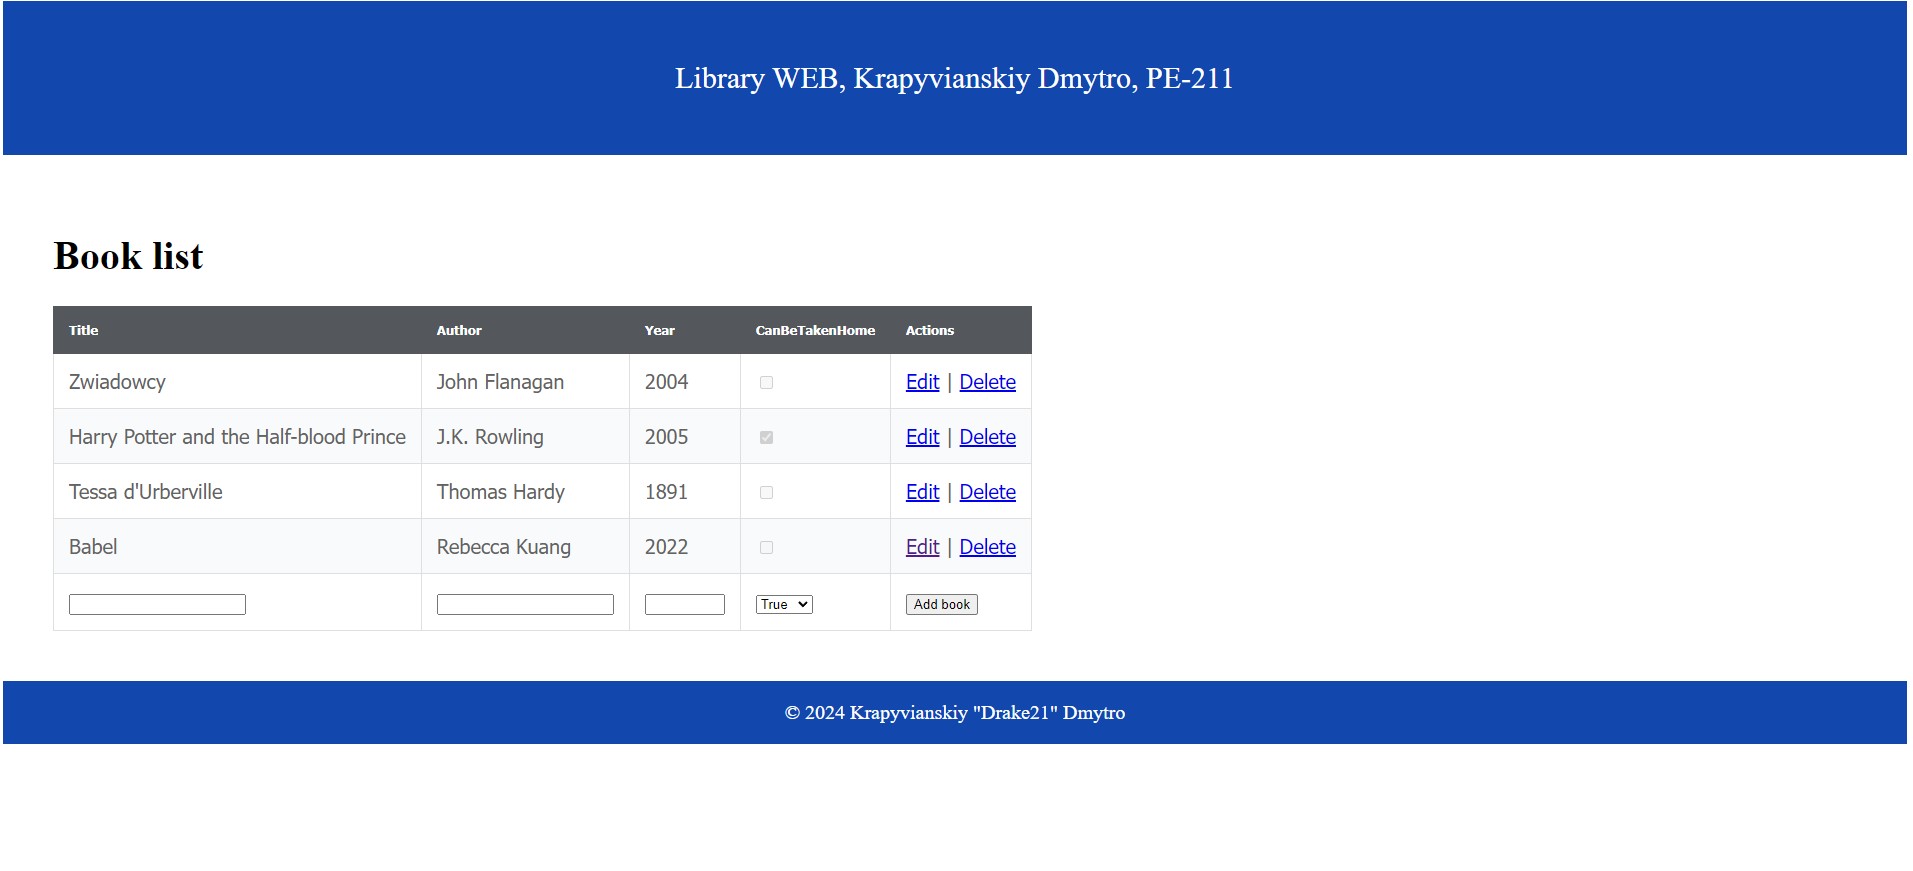 Library WEB, Krapyvianskiy Dmytro, PE-211
Book list
Title Author Year CanBeTakenHome Actions
Zwiadowcy John Flanagan 2004 Edit | Delete
Harry Potter and the Half-blood Prince J.K. Rowling 2005 Edit | Delete
Tessa d'Urberville Thomas Hardy 1891 Edit | Delete
Babel Rebecca Kuang 2022 Edit | Delete
True Add book
© 2024 Krapyvianskiy "Drake21" Dmytro